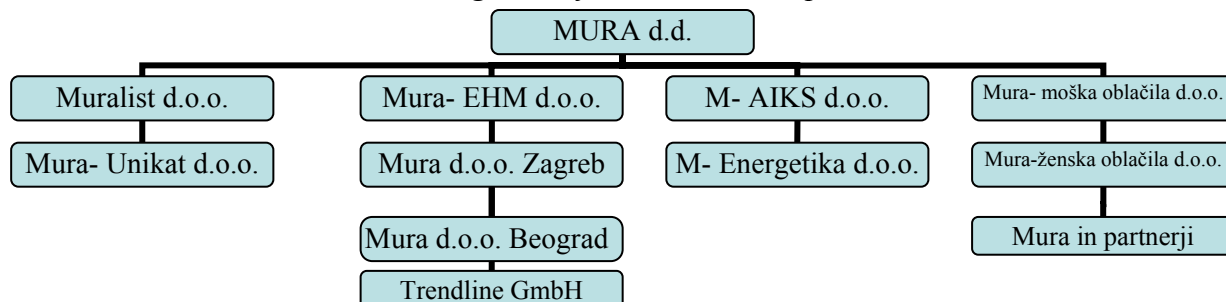 MURA d.d.
Muralist d.o.o.
Mura- EHM d.o.o.
M- AIKS d.o.o.
Mura- moška oblačila d.o.o.
Mura- Unikat d.o.o.
Mura d.o.o. Zagreb
M- Energetika d.o.o.
Mura-ženska oblačila d.o.o.
Mura d.o.o. Beograd
Mura in partnerji
Trendline GmbH